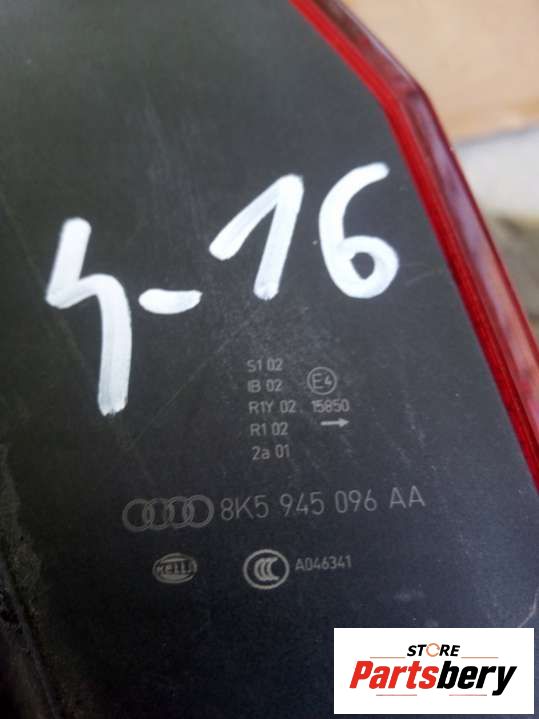 4-16
S1 02
IB 02 E4
R1Y 02 15850
R1 02
2a 01
8K5 945 096 AA
HELLA CCC A046341
STORE
Partsbery